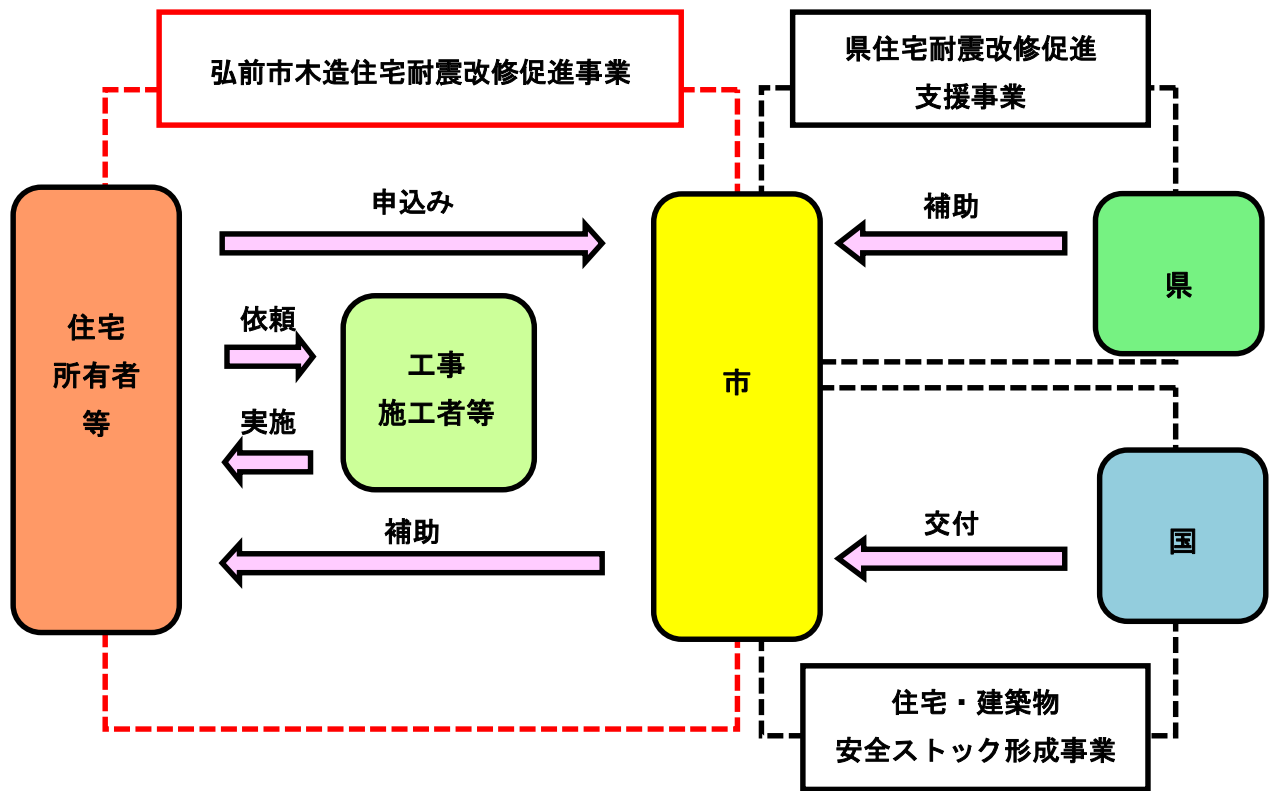 弘前市木造住宅耐震改修促進事業
県住宅耐震改修促進
支援事業
申込み
補助
住宅
所有者
等
依頼
工事
施工者等
実施
補助
市
県
交付
国
住宅・建築物
安全ストック形成事業